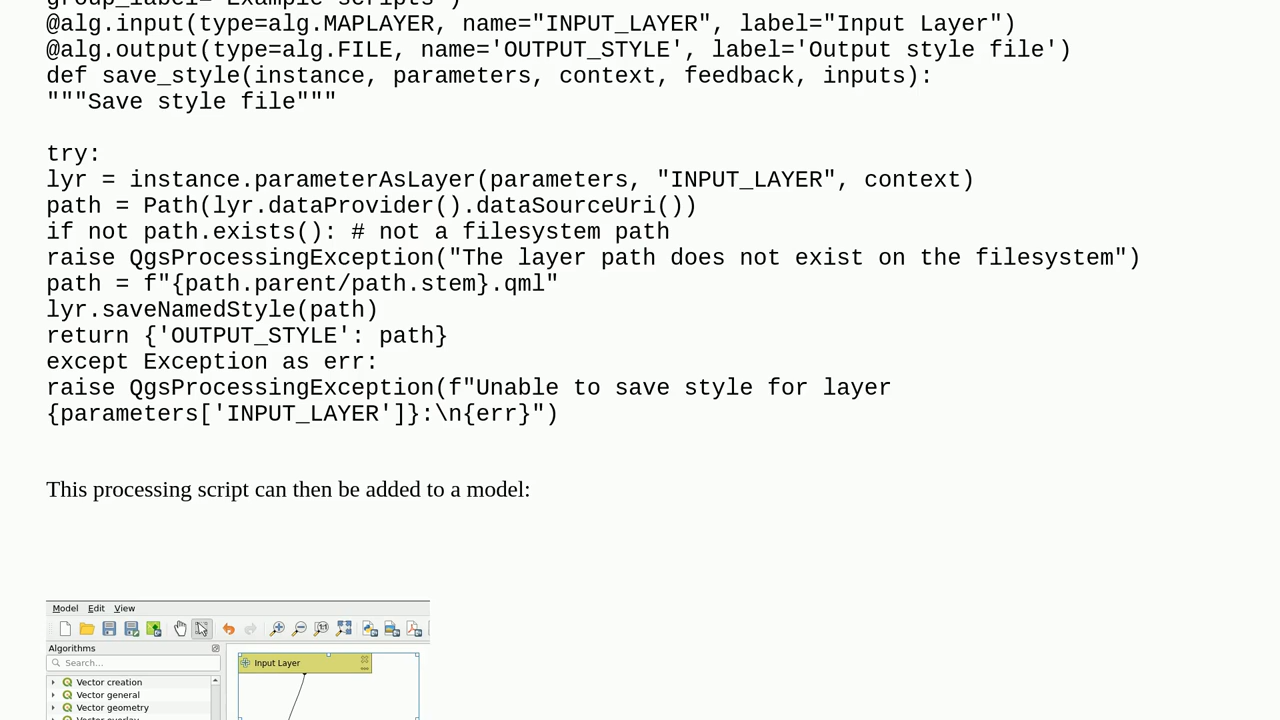 group_label="Example scripts")
@alg.input(type=alg.MAPLAYER, name="INPUT_LAYER", label="Input Layer")
@alg.output(type=alg.FILE, name='OUTPUT_STYLE', label='Output style file')
def save_style(instance, parameters, context, feedback, inputs):
"""Save style file"""
try:
lyr = instance.parameterAsLayer(parameters, "INPUT_LAYER", context)
path = Path(lyr.dataProvider().dataSourceUri())
if not path.exists(): # not a filesystem path
raise QgsProcessingException("The layer path does not exist on the filesystem")
path = f"{path.parent/path.stem}.qml"
lyr.saveNamedStyle(path)
return {'OUTPUT_STYLE': path}
except Exception as err:
raise QgsProcessingException(f"Unable to save style for layer
{parameters['INPUT_LAYER']}:\n{err}")
This processing script can then be added to a model:
Model Edit View
Algorithms
Search...
Input Layer
Vector creation
Vector general
Vector geometry
Vector overlay